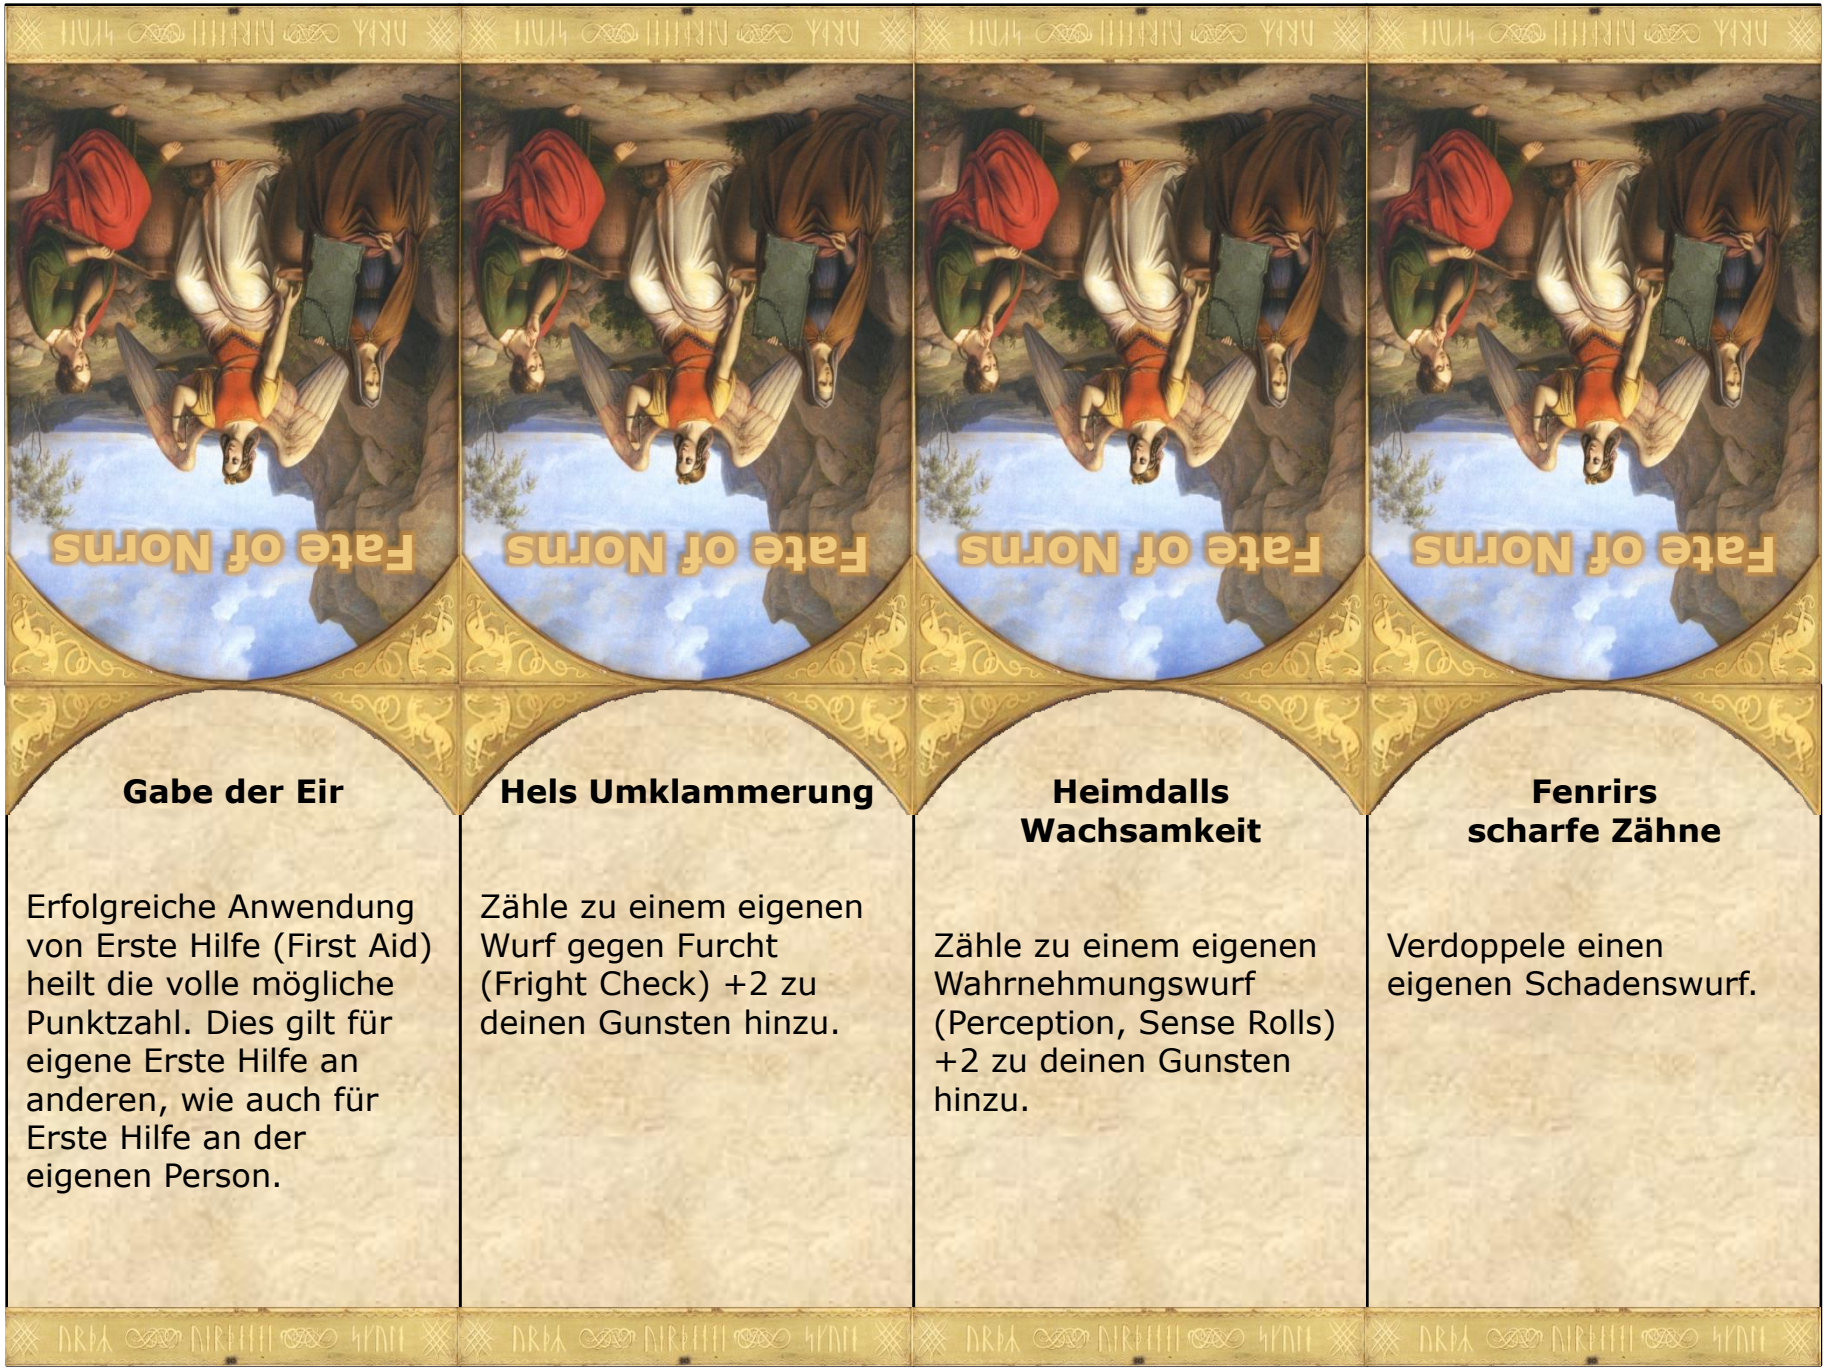 Fate of Norns
Fate of Norns
Fate of Norns
Fate of Norns
Gabe der Eir
Erfolgreiche Anwendung
von Erste Hilfe (First Aid)
heilt die volle mögliche
Punktzahl. Dies gilt für
eigene Erste Hilfe an
anderen, wie auch für
Erste Hilfe an der
eigenen Person.
Hels Umklammerung
Zähle zu einem eigenen
Wurf gegen Furcht
(Fright Check) +2 zu
deinen Gunsten hinzu.
Heimdalls
Wachsamkeit
Zähle zu einem eigenen
Wahrnehmungswurf
(Perception, Sense Rolls)
+2 zu deinen Gunsten
hinzu.
Fenrirs
scharfe Zähne
Verdoppele einen
eigenen Schadenswurf.